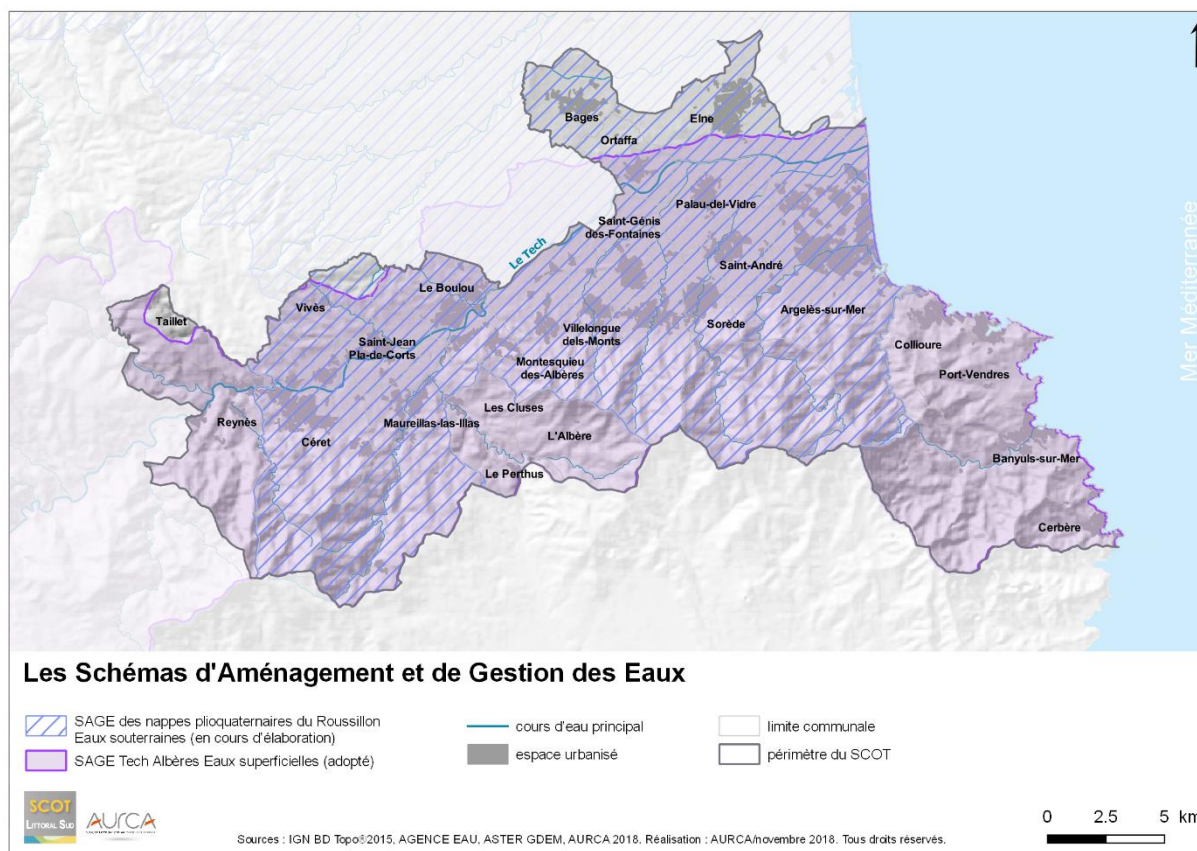 Bages
Elne
Ortaffa
Palau-del-Vidre
Saint-Génis
des-Fontaines
Le Tech
Saint-André
Mer Méditerranée
Le Boulou
Vivès
Taillet
Saint-Jean
Pla-de-Corts
Villelongue
dels-Monts
Sorède
Argelès-sur-Mer
Collioure
Montesquieu
des-Albères
Port-Vendres
Les Cluses
Reynès
Céret
Maureillas-las-Illas
L'Albère
Le Perthus
Banyuls-sur-Mer
Cerbère
Les Schémas d'Aménagement et de Gestion des Eaux
SAGE des nappes plioquaternaires du Roussillon
Eaux souterraines (en cours d'élaboration)
SAGE Tech Albères Eaux superficielles (adopté)
cours d'eau principal
espace urbanisé
limite communale
périmètre du SCOT
SCOT
LITTORAL SUD
AURCA
Sources : IGN BD Topo®2015, AGENCE EAU, ASTER GDEM, AURCA 2018. Réalisation : AURCA/novembre 2018. Tous droits réservés.
0 2.5 5 km